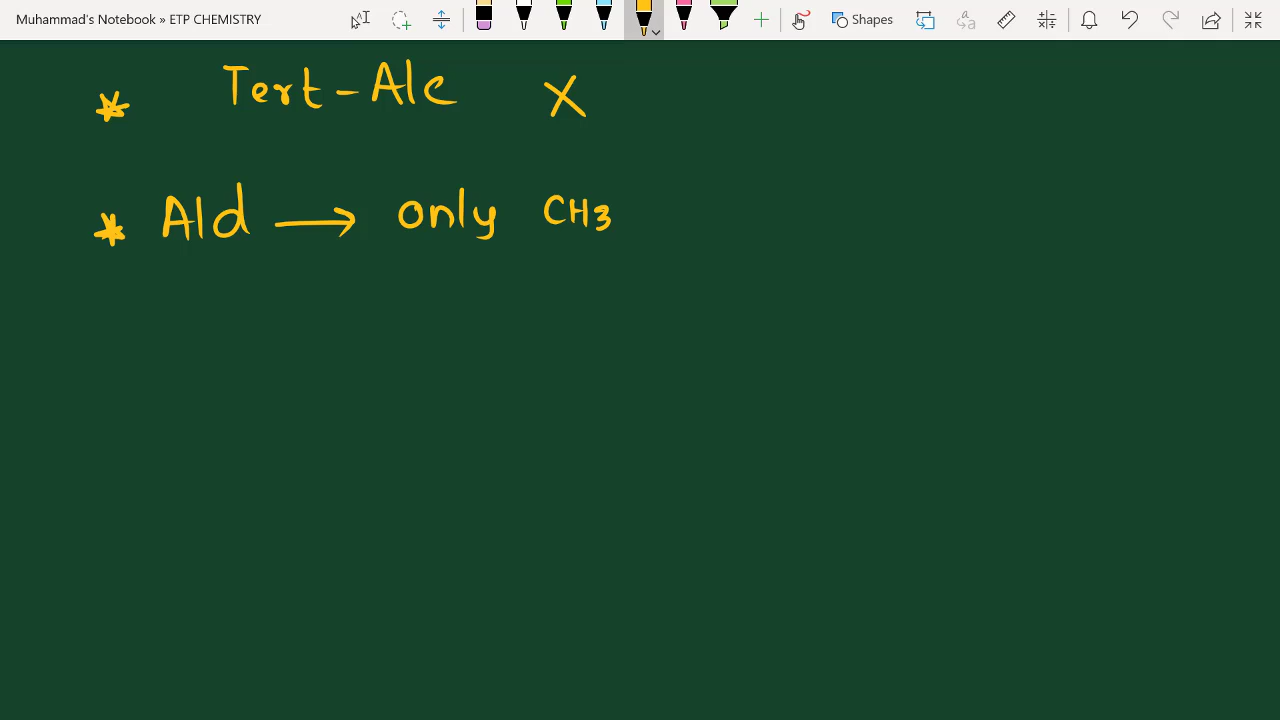 Muhammad's Notebook » ETP CHEMISTRY
Shapes
* Tert-Alc X
* Ald → only CH3